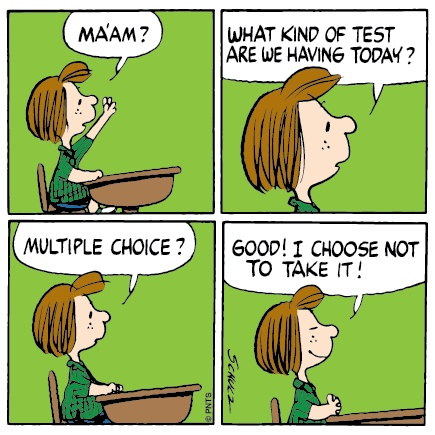 MA'AM?
WHAT KIND OF TEST
ARE WE HAVING TODAY?
MULTIPLE CHOICE?
© PNTS
GOOD! I CHOOSE NOT
TO TAKE IT!
SCHULZ